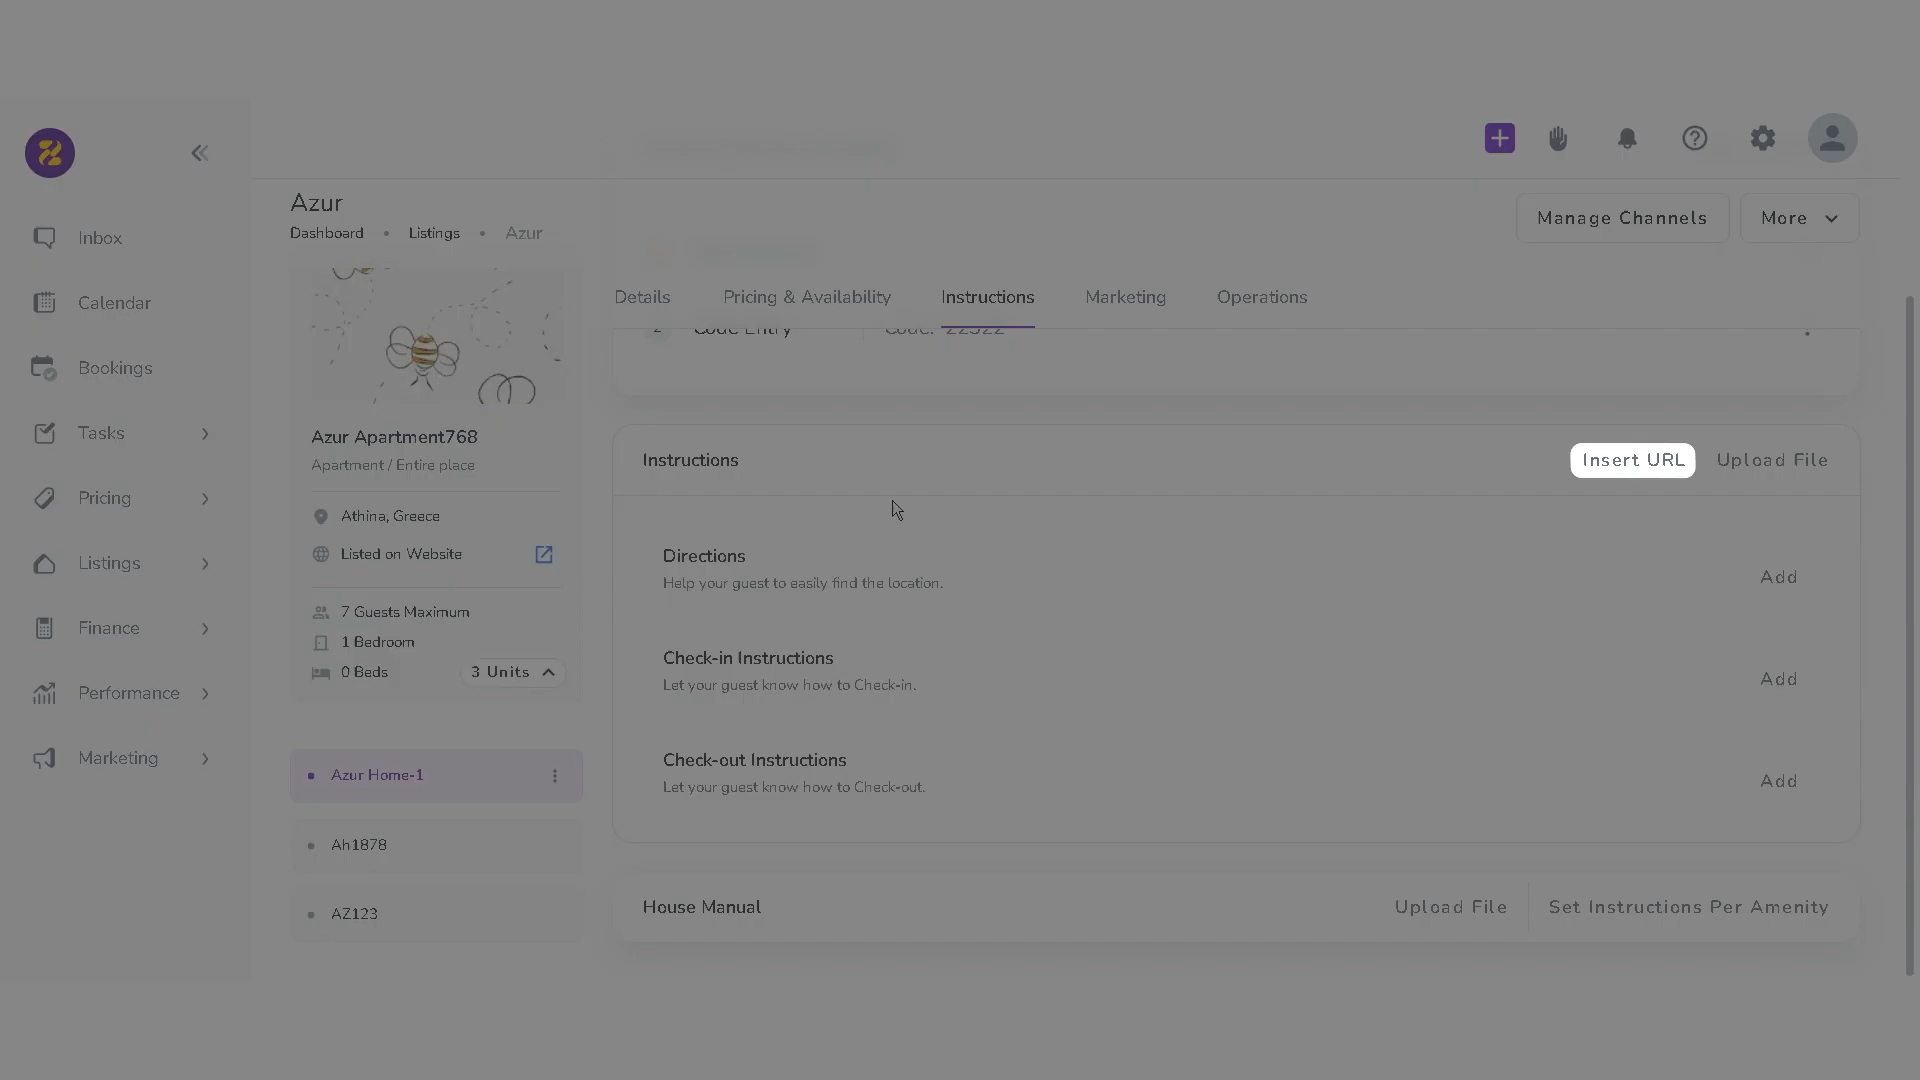 Inbox
Calendar
Bookings
Tasks
Pricing
Listings
Finance
Performance
Marketing
Azur
Dashboard • Listings • Azur
Manage Channels
More
Azur Apartment768
Apartment / Entire place
Athina, Greece
Listed on Website
7 Guests Maximum
1 Bedroom
0 Beds
3 Units
Azur Home-1
Ah1878
AZ123
Details Pricing & Availability Instructions Marketing Operations
2 Code Entry Code: 22322
Instructions
Insert URL Upload File
Directions
Help your guest to easily find the location.
Add
Check-in Instructions
Let your guest know how to Check-in.
Add
Check-out Instructions
Let your guest know how to Check-out.
Add
House Manual
Upload File
Set Instructions Per Amenity